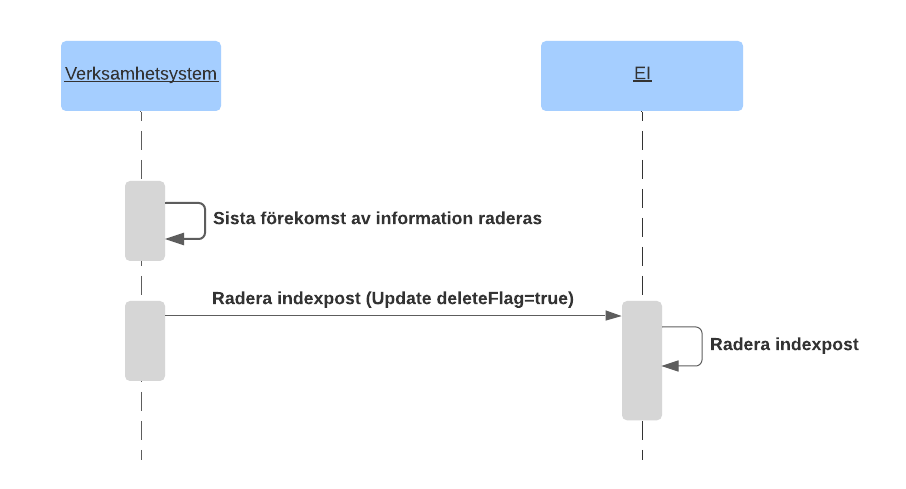 Verksamhetsystem
EI
Sista förekomst av information raderas
Radera indexpost (Update deleteFlag=true)
Radera indexpost